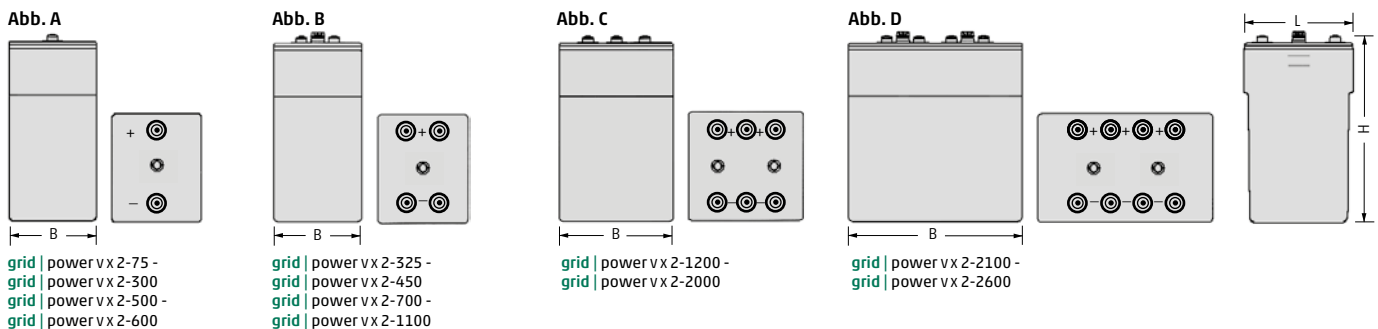 Abb. A
Abb. B
Abb. C
Abb. D
L
H
+
–
+
–
+ +
– –
+ + +
– – –
B
B
B
B
grid | power v x 2-75 -
grid | power v x 2-300
grid | power v x 2-500 -
grid | power v x 2-600
grid | power v x 2-325 -
grid | power v x 2-450
grid | power v x 2-700 -
grid | power v x 2-1100
grid | power v x 2-1200 -
grid | power v x 2-2000
grid | power v x 2-2100 -
grid | power v x 2-2600